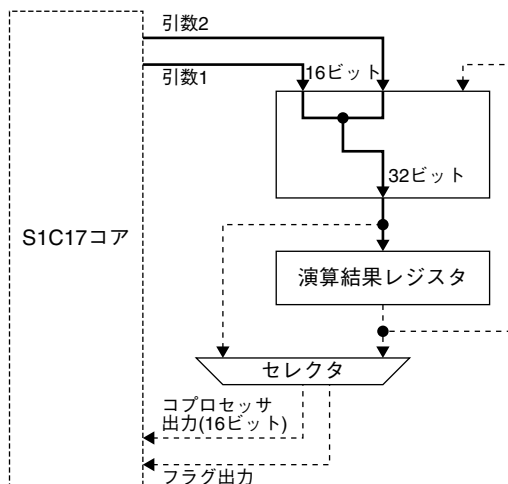 引数2
引数1
16ビット
32ビット
S1C17コア
演算結果レジスタ
セレクタ
コプロセッサ
出力(16ビット)
フラグ出力